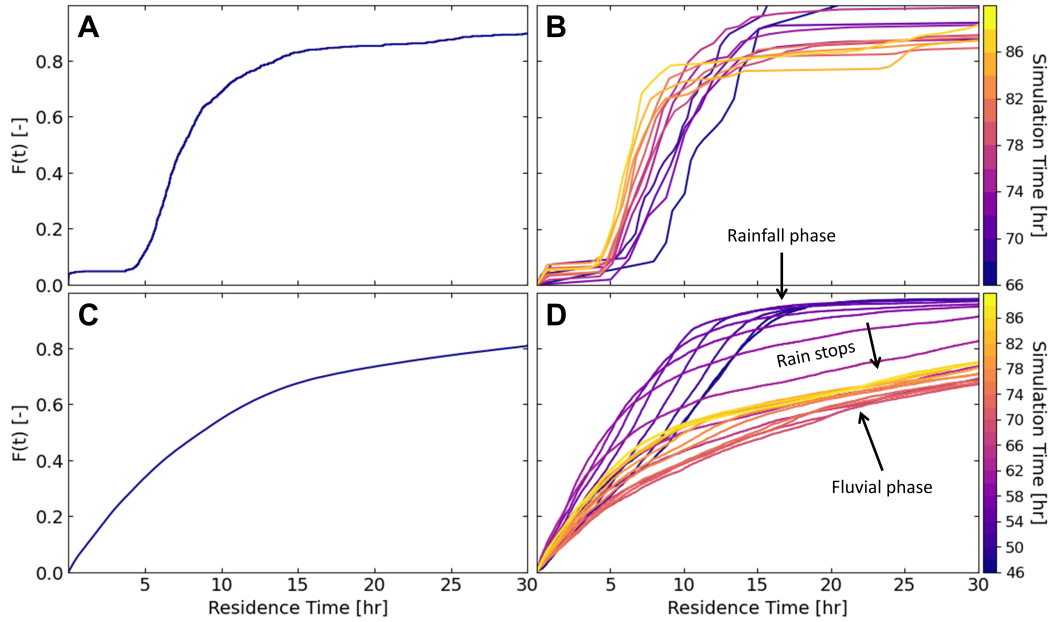 A
B
F(t) [-]
0.8
0.6
0.4
0.2
0.0
Simulation Time [hr]
86
82
78
74
70
66
Rainfall phase
C
D
F(t) [-]
0.8
0.6
0.4
0.2
0.0
Rain stops
Fluvial phase
Simulation Time [hr]
86
82
78
74
70
66
62
58
54
50
46
5 10 15 20 25 30
5 10 15 20 25 30
Residence Time [hr]
Residence Time [hr]